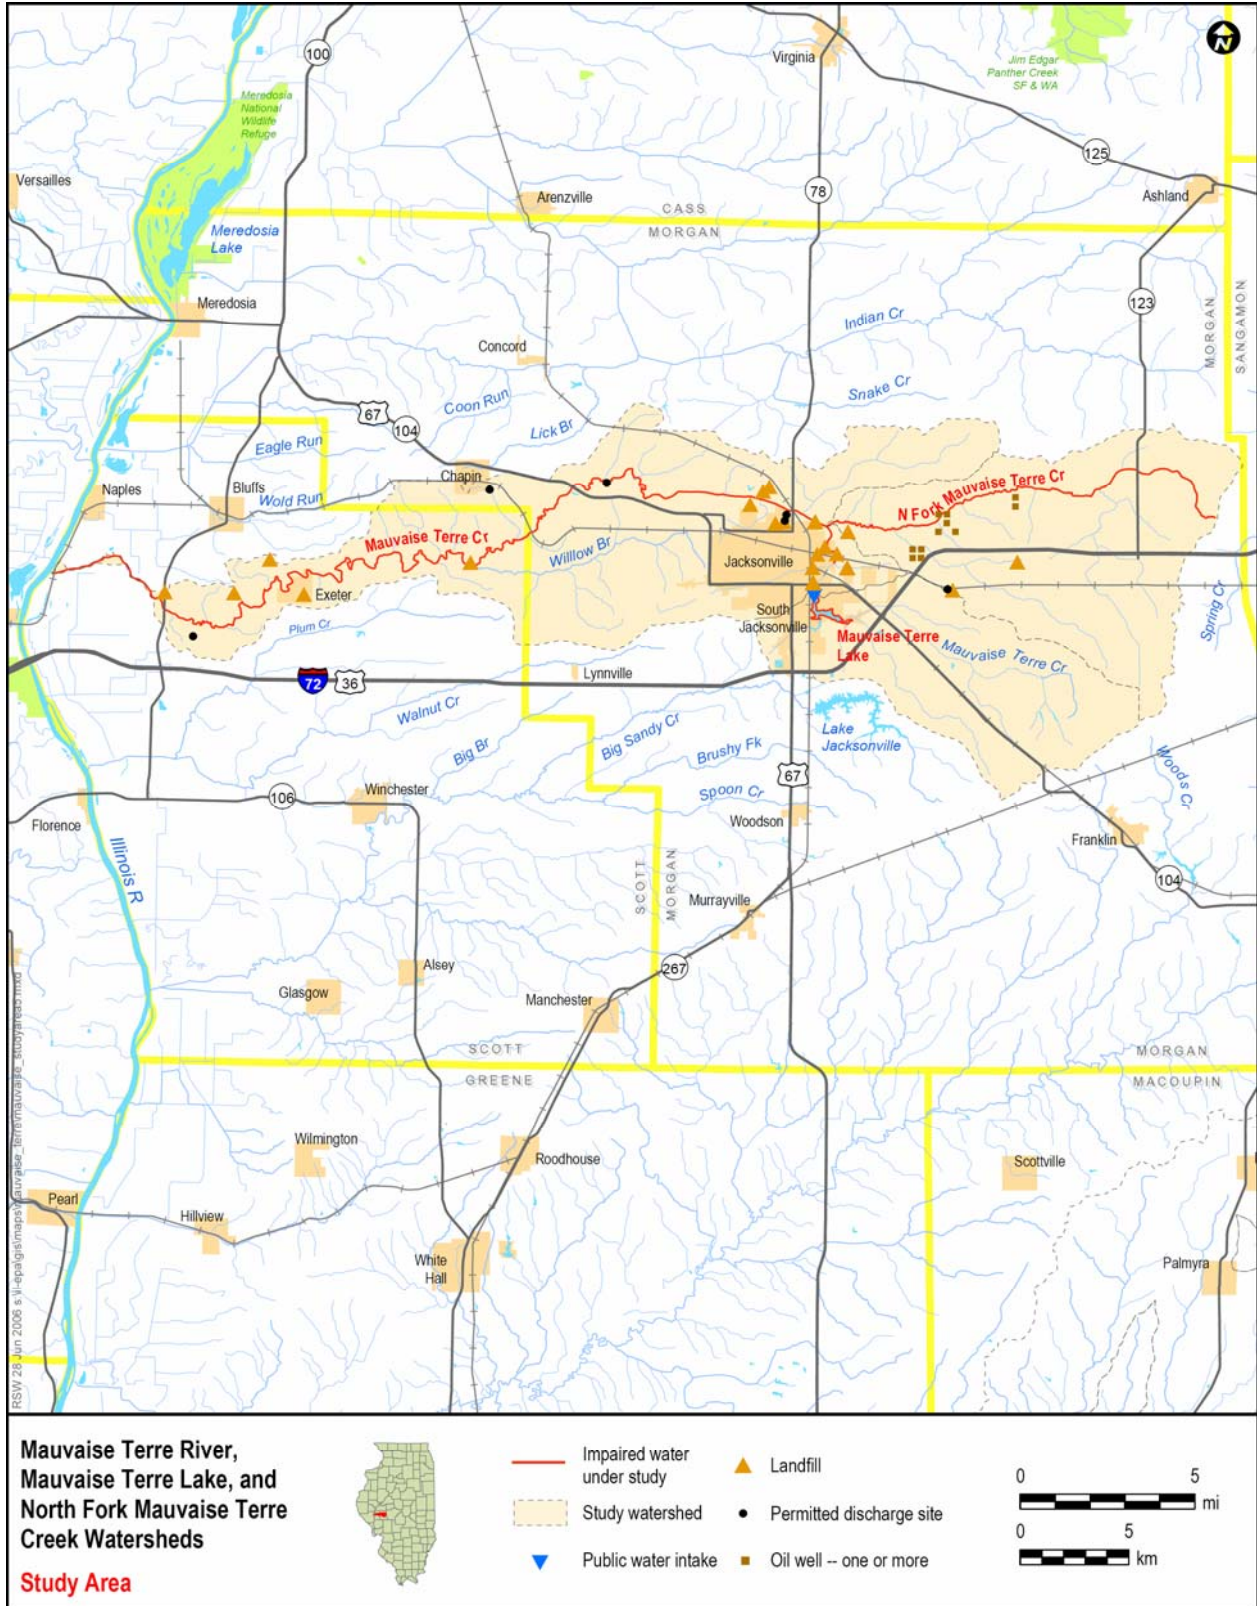 N
100
Virginia
Jim Edgar
Panther Creek
SF & WA
Meredosia
National
Wildlife
Refuge
125
Versailles
78
Ashland
Arenzville
CASS
MORGAN
Meredosia
Lake
Meredosia
123
MORGAN
SANGAMON
Indian Cr
Concord
Snake Cr
Coon Run
67
104
Lick Br
Eagle Run
Chapin
N Fork Mauvaise Terre Cr
Naples
Bluffs
Wold Run
Mauvaise Terre Cr
Willlow Br
Jacksonville
Exeter
Spring Cr
South
Jacksonville
Plum Cr
Mauvaise Terre
Lake
Mauvaise Terre Cr
72
36
Lynnville
Walnut Cr
Big Br
Big Sandy Cr
Brushy Fk
Lake
Jacksonville
Woods Cr
67
Spoon Cr
106
Winchester
Florence
Woodson
Franklin
Illinois R
SCOTT
MORGAN
104
Murrayville
267
Alsey
Glasgow
Manchester
SCOTT
GREENE
MORGAN
MACOUPIN
Wilmington
Roodhouse
Scottville
Pearl
Hillview
White
Hall
Palmyra
Mauvaise Terre River,
Mauvaise Terre Lake, and
North Fork Mauvaise Terre
Creek Watersheds
Study Area
Impaired water
under study
Study watershed
Public water intake
Landfill
Permitted discharge site
Oil well -- one or more
0 5
mi
0 5
km